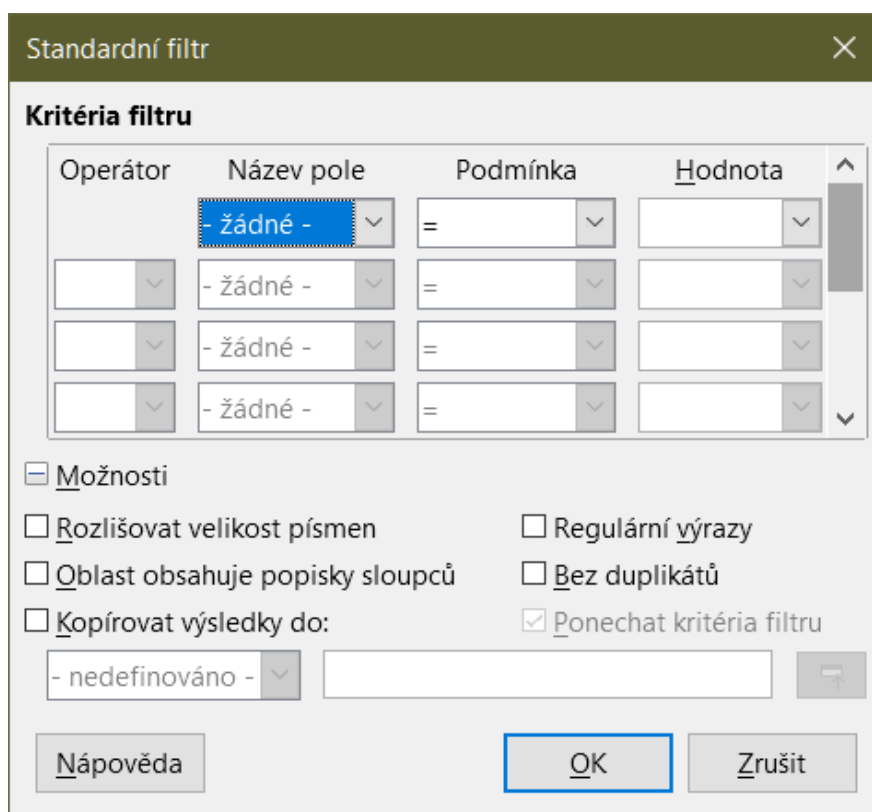 Standardní filtr
Kritéria filtru
Operátor Název pole Podmínka Hodnota
- žádné - =
- žádné - =
- žádné - =
- žádné - =
Možnosti
Rozlišovat velikost písmen Regulární výrazy
Oblast obsahuje popisky sloupců Bez duplikátů
Kopírovat výsledky do: Ponechat kritéria filtru
- nedefinováno -
Nápověda OK Zrušit